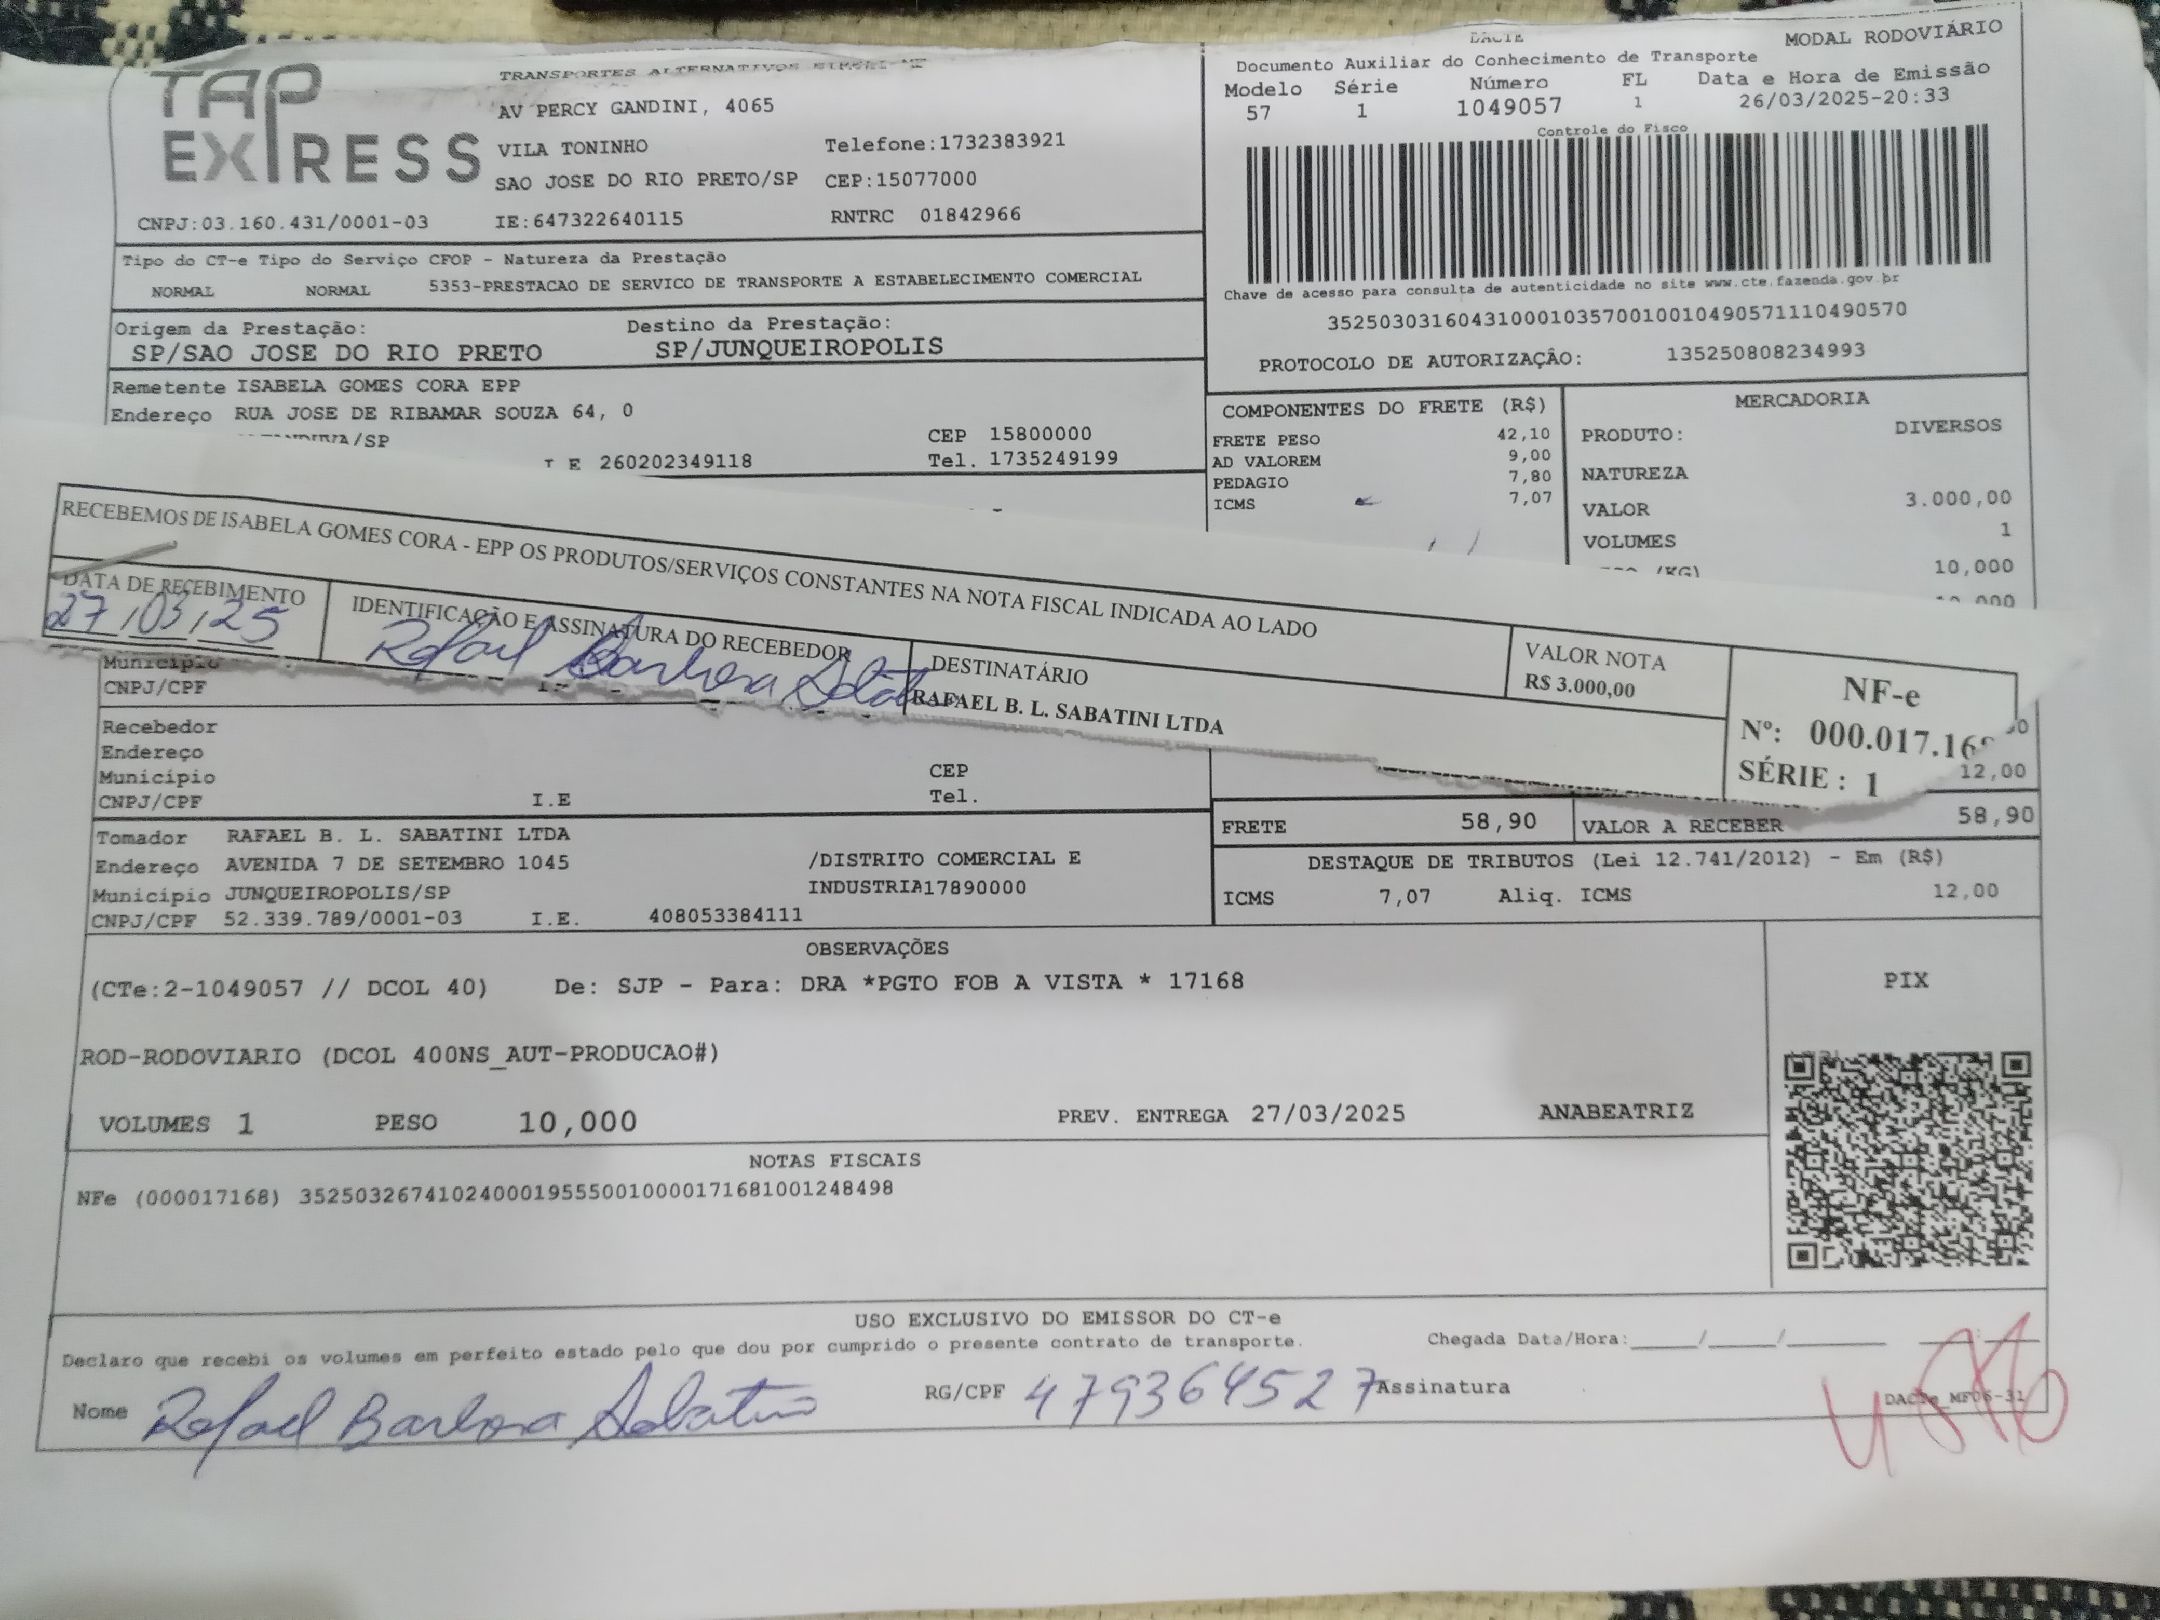 TAP EXPRESS
TRANSPORTES ALTERNATIVOS
AV PERCY GANDINI, 4065
VILA TONINHO Telefone:1732383921
SAO JOSE DO RIO PRETO/SP CEP:15077000
CNPJ:03.160.431/0001-03 IE:647322640115 RNTRC 01842966
DACTE MODAL RODOVIÁRIO
Documento Auxiliar do Conhecimento de Transporte
Modelo Série Número FL Data e Hora de Emissão
57 1 1049057 1 26/03/2025-20:33
Controle do Fisco
Chave de acesso para consulta de autenticidade no site www.cte.fazenda.gov.br
35250303160431000103570010010490571110490570
PROTOCOLO DE AUTORIZAÇÃO: 135250808234993
Tipo do CT-e Tipo do Serviço CFOP - Natureza da Prestação
NORMAL NORMAL 5353-PRESTACAO DE SERVICO DE TRANSPORTE A ESTABELECIMENTO COMERCIAL
Origem da Prestação: Destino da Prestação:
SP/SAO JOSE DO RIO PRETO SP/JUNQUEIROPOLIS
Remetente ISABELA GOMES CORA EPP
Endereço RUA JOSE DE RIBAMAR SOUZA 64, 0
/SP CEP 15800000
I E 260202349118 Tel. 1735249199
COMPONENTES DO FRETE (R$)
FRETE PESO 42,10
AD VALOREM 9,00
PEDAGIO 7,80
ICMS 7,07
MERCADORIA
PRODUTO: DIVERSOS
NATUREZA
VALOR 3.000,00
VOLUMES 1
(KG) 10,000
RECEBEMOS DE ISABELA GOMES CORA - EPP OS PRODUTOS/SERVIÇOS CONSTANTES NA NOTA FISCAL INDICADA AO LADO
DATA DE RECEBIMENTO IDENTIFICAÇÃO E ASSINATURA DO RECEBEDOR
27/03/25 Rafael Barbosa Sabatini
DESTINATÁRIO
RAFAEL B. L. SABATINI LTDA
VALOR NOTA
R$ 3.000,00
NF-e
Nº: 000.017.16
SÉRIE : 1
Município
CNPJ/CPF
Recebedor
Endereço
Município CEP
CNPJ/CPF I.E Tel.
12,00
FRETE 58,90 VALOR A RECEBER 58,90
Tomador RAFAEL B. L. SABATINI LTDA
Endereço AVENIDA 7 DE SETEMBRO 1045 /DISTRITO COMERCIAL E
Município JUNQUEIROPOLIS/SP INDUSTRIA17890000
CNPJ/CPF 52.339.789/0001-03 I.E. 408053384111
DESTAQUE DE TRIBUTOS (Lei 12.741/2012) - Em (R$)
ICMS 7,07 Aliq. ICMS 12,00
OBSERVAÇÕES
(CTe:2-1049057 // DCOL 40) De: SJP - Para: DRA *PGTO FOB A VISTA * 17168
ROD-RODOVIARIO (DCOL 400NS_AUT-PRODUCAO#)
PIX
VOLUMES 1 PESO 10,000 PREV. ENTREGA 27/03/2025 ANABEATRIZ
NOTAS FISCAIS
NFe (000017168) 35250326741024000195550010000171681001248498
USO EXCLUSIVO DO EMISSOR DO CT-e
Declaro que recebi os volumes em perfeito estado pelo que dou por cumprido o presente contrato de transporte. Chegada Data/Hora:____/____/____
Nome Rafael Barbosa Sabatini RG/CPF 479364527 Assinatura